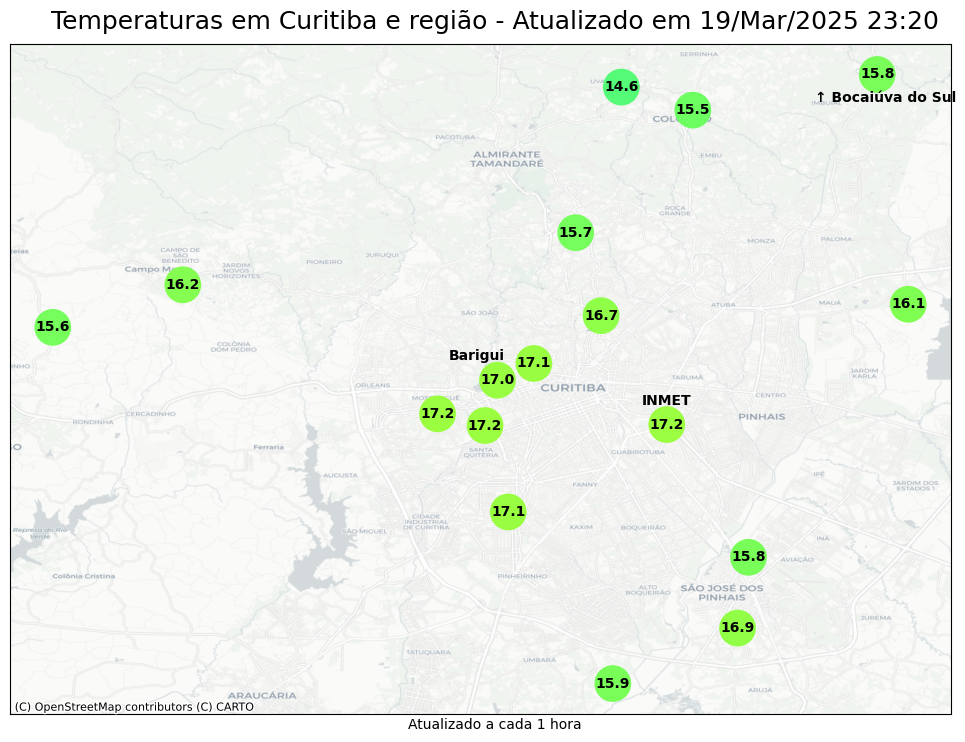 Temperaturas em Curitiba e região - Atualizado em 19/Mar/2025 23:20
SERRINHA
15.8
14.6
↑ Bocaiúva do Sul
15.5
PACOTUBA
ALMIRANTE
TAMANDARÉ
EMBU
ROÇA
GRANDE
15.7
MONZA
PALOMA
CAMPO DE
SÃO
BENEDITO
JURUQUI
PIONEIRO
JARDIM
NOVOS
HORIZONTES
16.2
16.1
MAUÁ
ATUBA
SÃO JOÃO
16.7
15.6
COLÔNIA
DOM PEDRO
Barigui
17.1
17.0
JARDIM
KARLA
TARUMÃ
ORLEANS
CURITIBA
CENTRO
INMET
17.2
17.2
17.2
CERCADINHO
RONDINHA
PINHAIS
Ferraria
SANTA
QUITÉRIA
GUABIROTUBA
AUGUSTA
IPÊ
FANNY
JARDIM DOS
ESTADOS I
17.1
CIDADE
INDUSTRIAL
DE CURITIBA
XAXIM
BOQUEIRÃO
SÃO MIGUEL
Represa do Rio
Verde
INÁ
15.8
AVIAÇÃO
Colônia Cristina
PINHEIRINHO
ALTO
BOQUEIRÃO
SÃO JOSÉ DOS
PINHAIS
JUREMA
16.9
TATUQUARA
UMBARÁ
15.9
ARUJÁ
ARAUCÁRIA
(C) OpenStreetMap contributors (C) CARTO
Atualizado a cada 1 hora